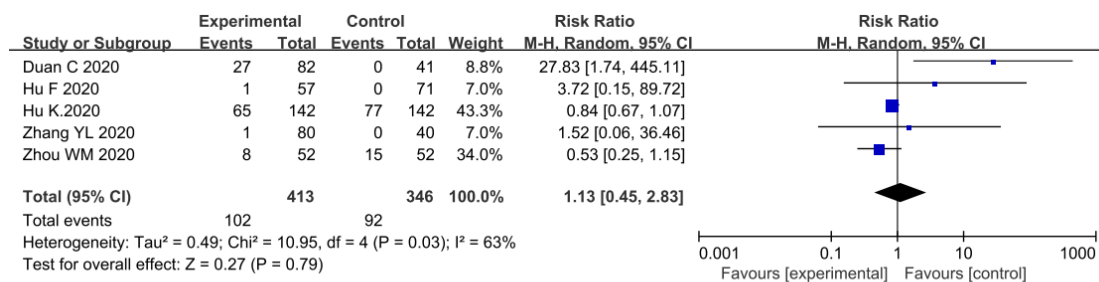 Experimental Control Risk Ratio Risk Ratio
Study or Subgroup Events Total Events Total Weight M-H, Random, 95% CI M-H, Random, 95% CI
Duan C 2020 27 82 0 41 8.8% 27.83 [1.74, 445.11]
Hu F 2020 1 57 0 71 7.0% 3.72 [0.15, 89.72]
Hu K.2020 65 142 77 142 43.3% 0.84 [0.67, 1.07]
Zhang YL 2020 1 80 0 40 7.0% 1.52 [0.06, 36.46]
Zhou WM 2020 8 52 15 52 34.0% 0.53 [0.25, 1.15]
Total (95% CI) 413 346 100.0% 1.13 [0.45, 2.83]
Total events 102 92
Heterogeneity: Tau² = 0.49; Chi² = 10.95, df = 4 (P = 0.03); I² = 63%
Test for overall effect: Z = 0.27 (P = 0.79)
0.001 0.1 1 10 1000
Favours [experimental] Favours [control]